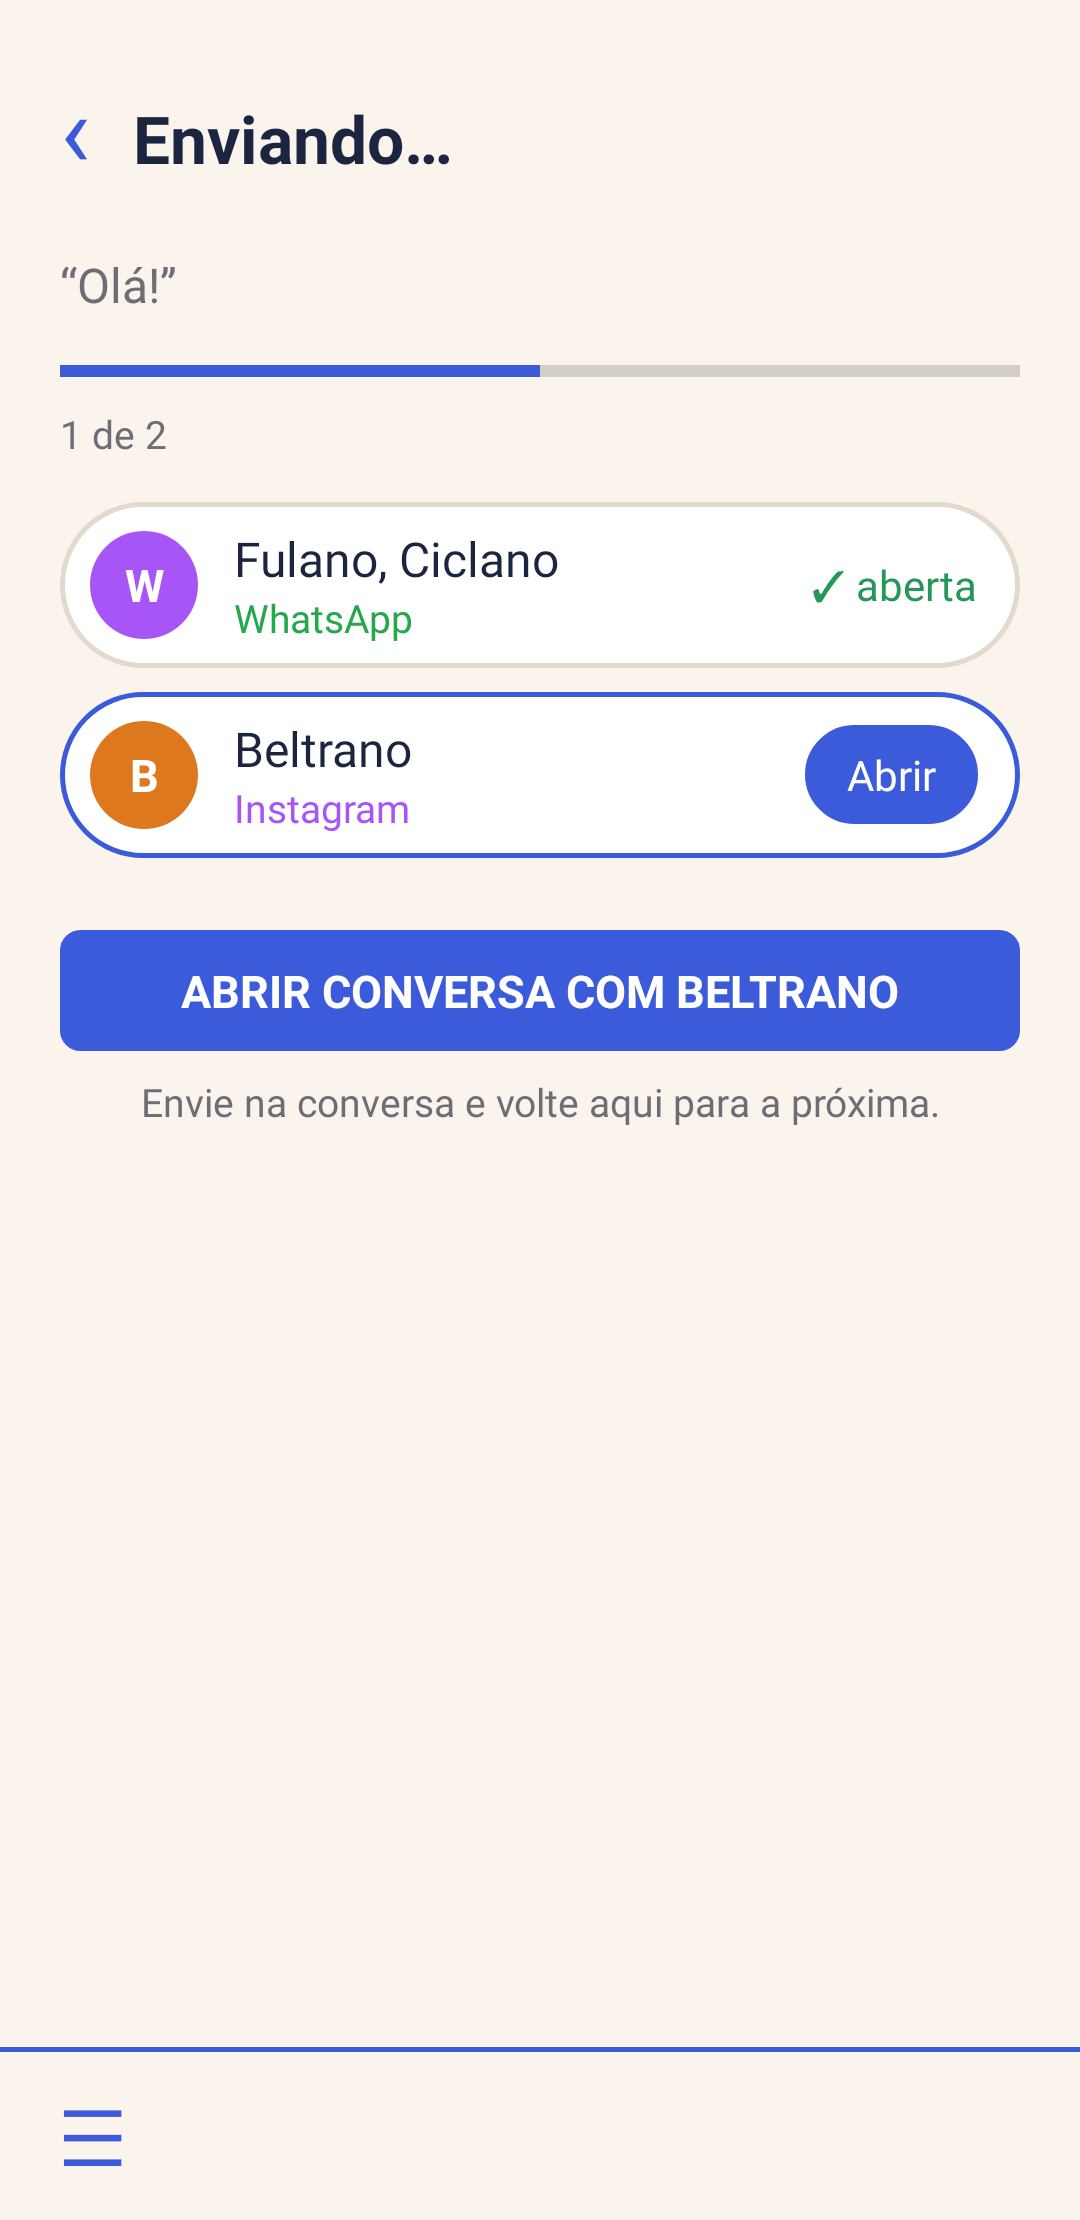 Enviando...
“Olá!”
1 de 2
W
Fulano, Ciclano
WhatsApp
✓ aberta
B
Beltrano
Instagram
Abrir
ABRIR CONVERSA COM BELTRANO
Envie na conversa e volte aqui para a próxima.